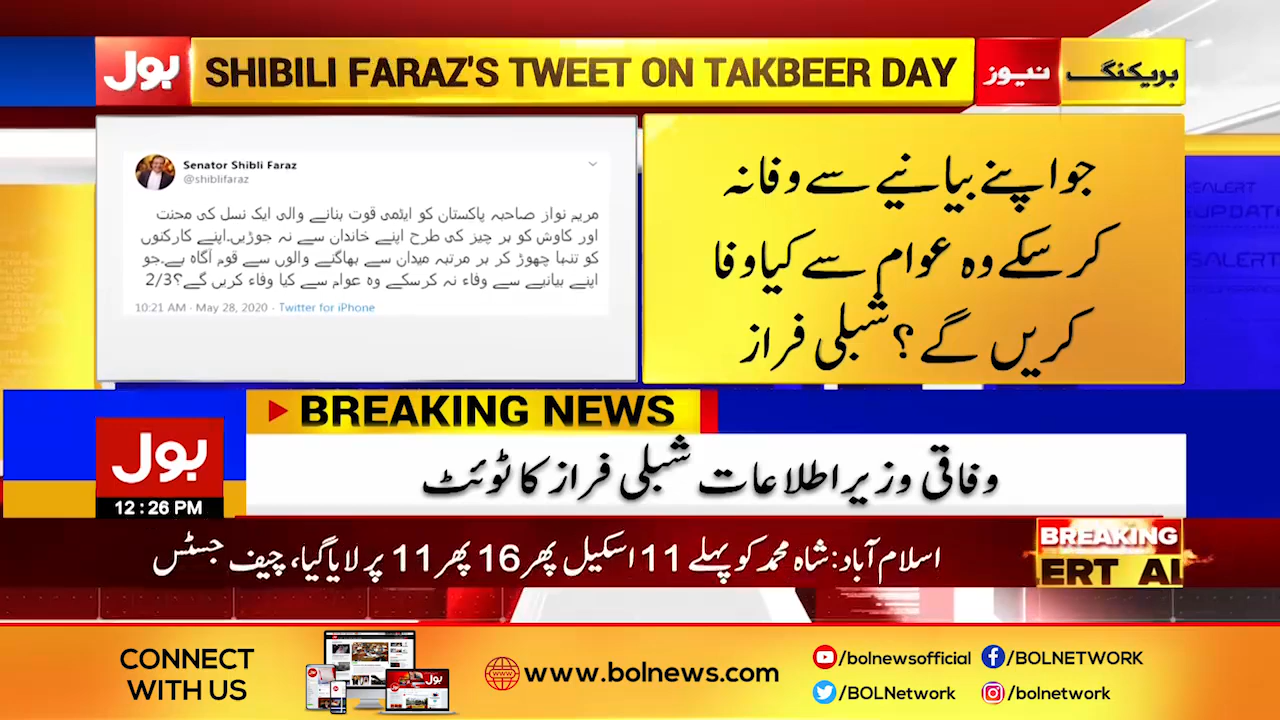 بول
SHIBILI FARAZ'S TWEET ON TAKBEER DAY
نیوز
بریکنگ
Senator Shibli Faraz
@shiblifaraz
مریم نواز صاحبہ پاکستان کو ایٹمی قوت بنانے والی ایک نسل کی محنت
اور کاوش کو ہر چیز کی طرح اپنے خاندان سے نہ جوڑیں.اپنے کارکنوں
کو تنہا چھوڑ کر ہر مرتبہ میدان سے بھاگنے والوں سے قوم آگاہ ہے.جو
اپنے بیانیے سے وفاء نہ کرسکے وہ عوام سے کیا وفاء کریں گے؟2/3
10:21 AM · May 28, 2020 · Twitter for iPhone
جو اپنے بیانیے سے وفا نہ
کرسکے وہ عوام سے کیا وفا
کریں گے؟ شبلی فراز
SALERT
UPDAT
SALERT
BREAKING NEWS
بول
12:26 PM
وفاقی وزیر اطلاعات شبلی فراز کا ٹوئٹ
اسلام آباد: شاہ محمد کو پہلے 11 اسکیل پھر 16 پھر 11 پر لایا گیا، چیف جسٹس
BREAKING
ERT AL
CONNECT
WITH US
www.bolnews.com
/bolnewsofficial
/BOLNETWORK
/BOLNetwork
/bolnetwork